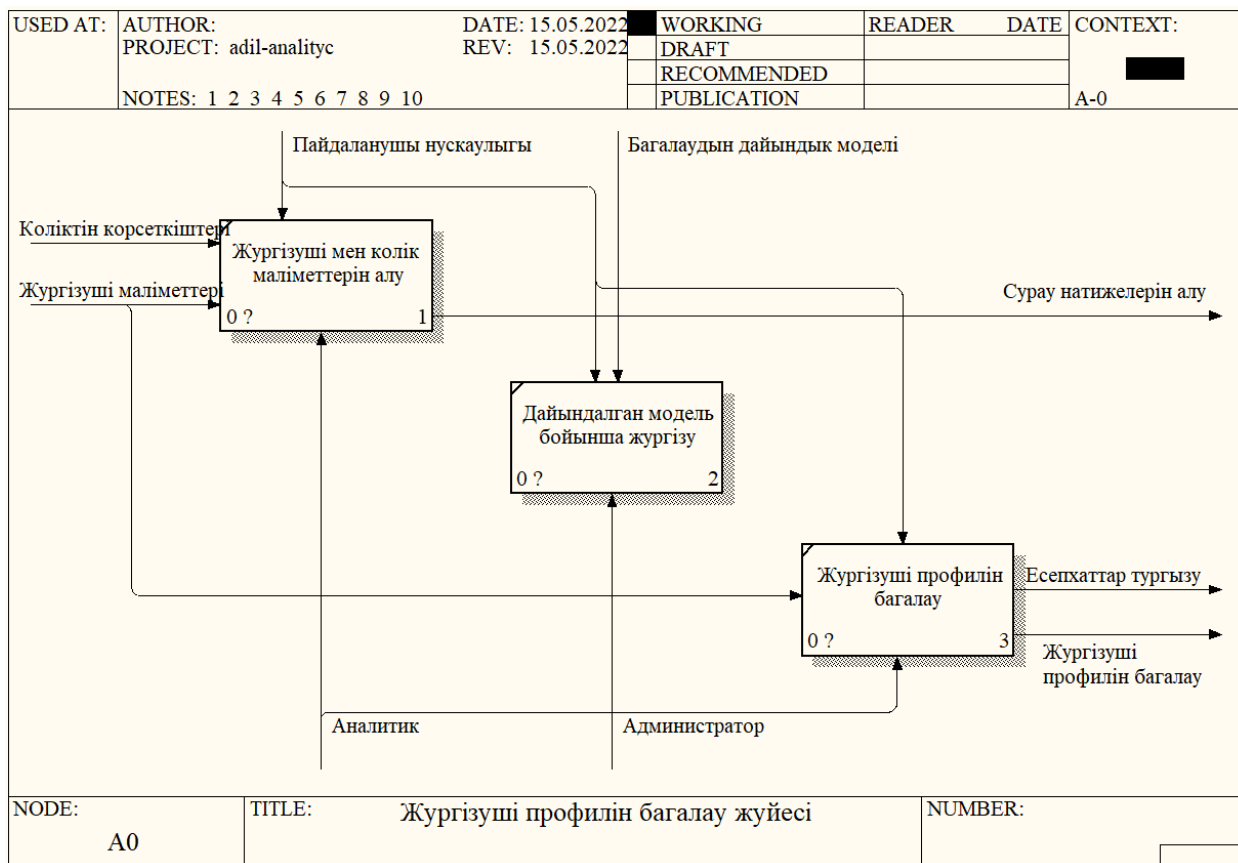 USED AT: AUTHOR: DATE: 15.05.2022 WORKING READER DATE CONTEXT:
PROJECT: adil-analityc REV: 15.05.2022 DRAFT
RECOMMENDED
NOTES: 1 2 3 4 5 6 7 8 9 10 PUBLICATION A-0
Пайдаланушы нускаулыгы
Багалаудын дайындык моделі
Коліктін корсеткіштері
Жургізуші маліметтері
Жургізуші мен колік
маліметтерін алу
0 ? 1
Сурау натижелерін алу
Дайындалган модель
бойынша жургізу
0 ? 2
Жургізуші профилін
багалау
0 ? 3
Есепхаттар тургызу
Жургізуші
профилін багалау
Аналитик
Администратор
NODE: TITLE: Жургізуші профилін багалау жуйесі NUMBER:
A0